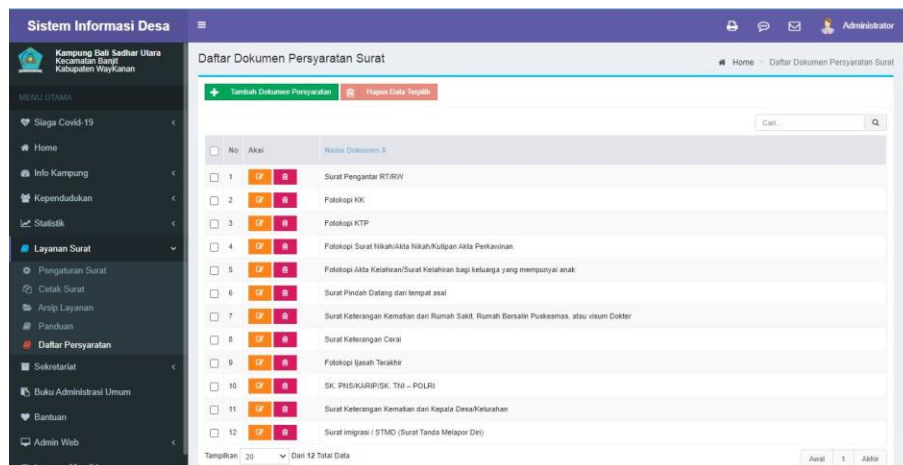 Sistem Informasi Desa
Administrator
Kampung Bali Sadhar Utara
Kecamatan Banjit
Kabupaten WayKanan
Daftar Dokumen Persyaratan Surat
Home
Daftar Dokumen Persyaratan Surat
MENU UTAMA
Tambah Dokumen Persyaratan
Hapus Data Terpilih
Siaga Covid-19
Cari..
Home
No Aksi Nama Dokumen
Info Kampung
Kependudukan
Statistik
Layanan Surat
Pengaturan Surat
Cetak Surat
Arsip Layanan
Panduan
Daftar Persyaratan
Sekretariat
Buku Administrasi Umum
Bantuan
Admin Web
1 Surat Pengantar RT/RW
2 Fotokopi KK
3 Fotokopi KTP
4 Fotokopi Surat Nikah/Akta Nikah/Kutipan Akta Perkawinan
5 Fotokopi Akta Kelahiran/Surat Kelahiran bagi keluarga yang mempunyai anak
6 Surat Pindah Datang dari tempat asal
7 Surat Keterangan Kematian dari Rumah Sakit, Rumah Bersalin Puskesmas, atau visum Dokter
8 Surat Keterangan Cerai
9 Fotokopi Ijasah Terakhir
10 SK. PNS/KARIP/SK. TNI – POLRI
11 Surat Keterangan Kematian dari Kepala Desa/Kelurahan
12 Surat imigrasi / STMD (Surat Tanda Melapor Diri)
Tampilkan 20 Dari 12 Total Data
Awal 1 Akhir